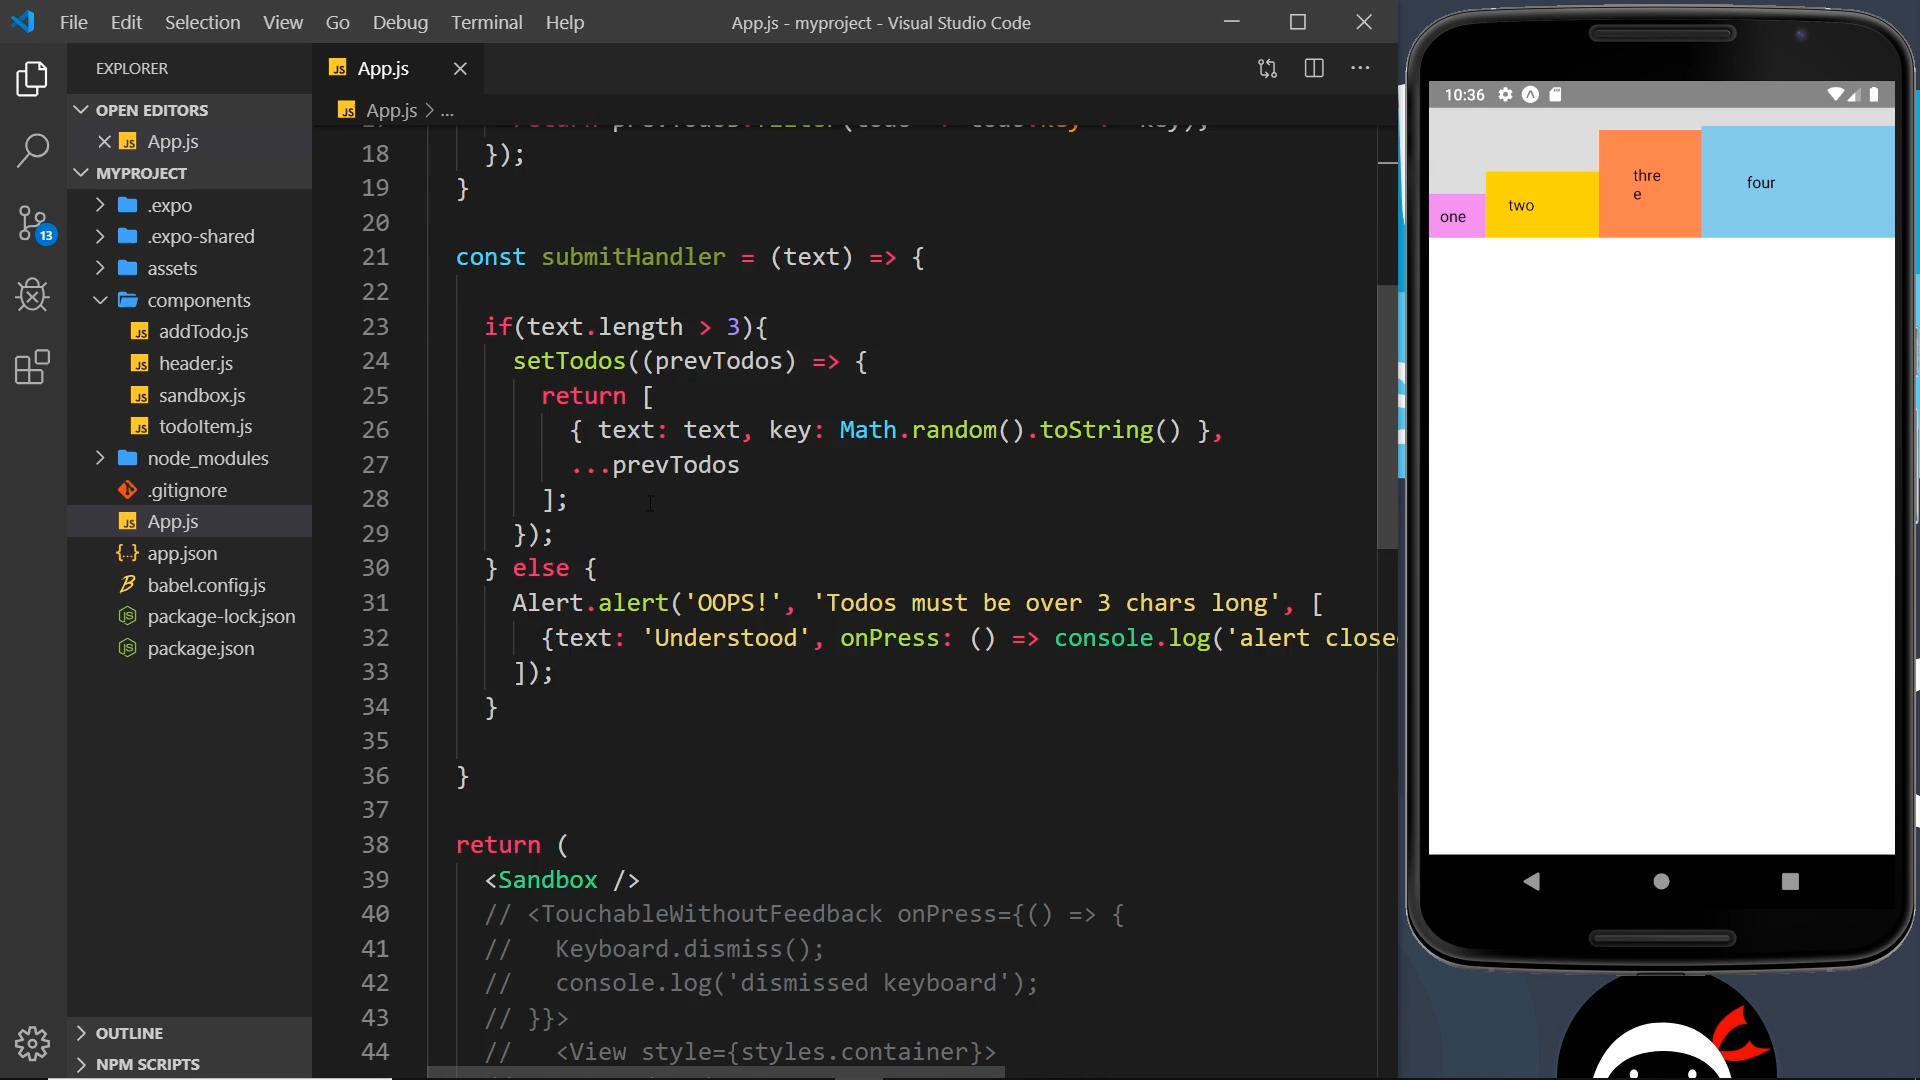 File Edit Selection View Go Debug Terminal Help
App.js - myproject - Visual Studio Code
EXPLORER
OPEN EDITORS
App.js
MYPROJECT
.expo
.expo-shared
assets
components
addTodo.js
header.js
sandbox.js
todoItem.js
node_modules
.gitignore
App.js
app.json
babel.config.js
package-lock.json
package.json
OUTLINE
NPM SCRIPTS
13
App.js
App.js > ...
18 });
19 }
20
21 const submitHandler = (text) => {
22
23 if(text.length > 3){
24 setTodos((prevTodos) => {
25 return [
26 { text: text, key: Math.random().toString() },
27 ...prevTodos
28 ];
29 });
30 } else {
31 Alert.alert('OOPS!', 'Todos must be over 3 chars long', [
32 {text: 'Understood', onPress: () => console.log('alert close
33 ]);
34 }
35
36 }
37
38 return (
39 <Sandbox />
40 // <TouchableWithoutFeedback onPress={() => {
41 // Keyboard.dismiss();
42 // console.log('dismissed keyboard');
43 // }}>
44 // <View style={styles.container}>
10:36
one
two
thre
e
four